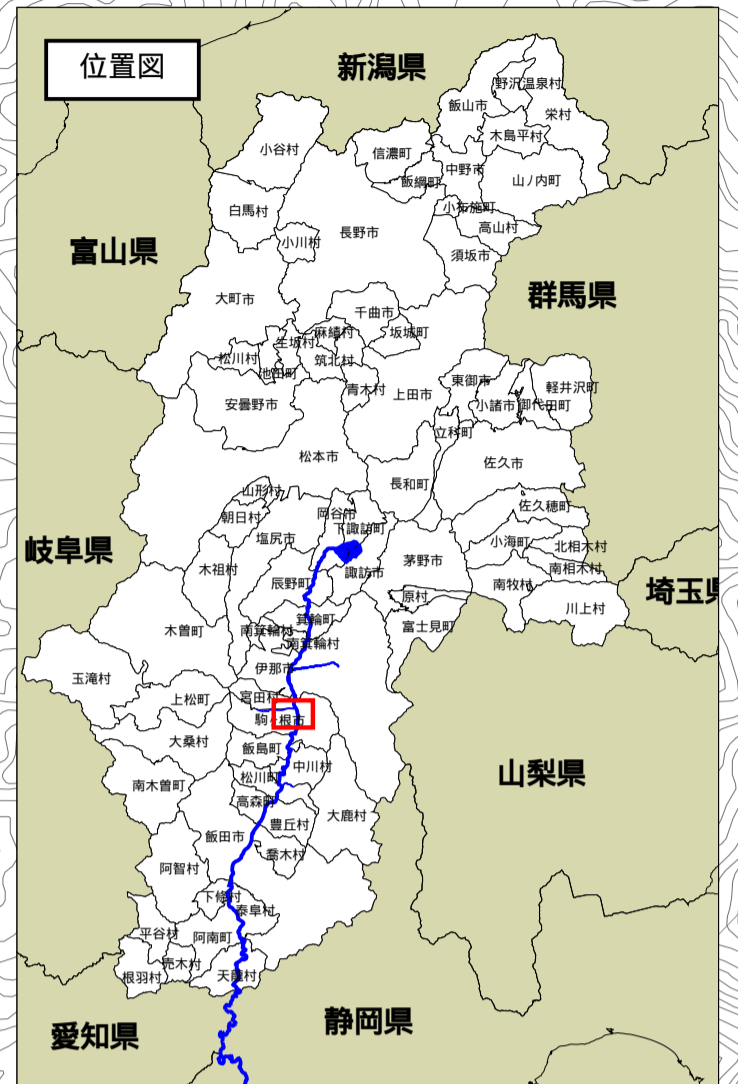 位置図
新潟県
野沢温泉村
飯山市
栄村
木島平村
小谷村
信濃町
中野市
飯綱町
山ノ内町
白馬村
小布施町
高山村
小川村
長野市
須坂市
富山県
群馬県
大町市
千曲市
麻績村
坂城町
生坂村
松川村
筑北村
池田町
青木村
上田市
東御市
軽井沢町
安曇野市
小諸市
御代田町
立科町
松本市
佐久市
長和町
山形村
佐久穂町
朝日村
岡谷市
下諏訪町
塩尻市
小海町
北相木村
岐阜県
茅野市
木祖村
諏訪市
南相木村
辰野町
南牧村
埼玉県
原村
川上村
箕輪町
富士見町
木曽町
南箕輪村
南箕輪村
伊那市
玉滝村
上松町
宮田村
駒ヶ根市
大桑村
飯島町
中川村
山梨県
松川町
南木曽町
高森町
大鹿村
豊丘村
飯田市
喬木村
阿智村
下條村
泰阜村
平谷村
阿南町
売木村
根羽村
天龍村
静岡県
愛知県